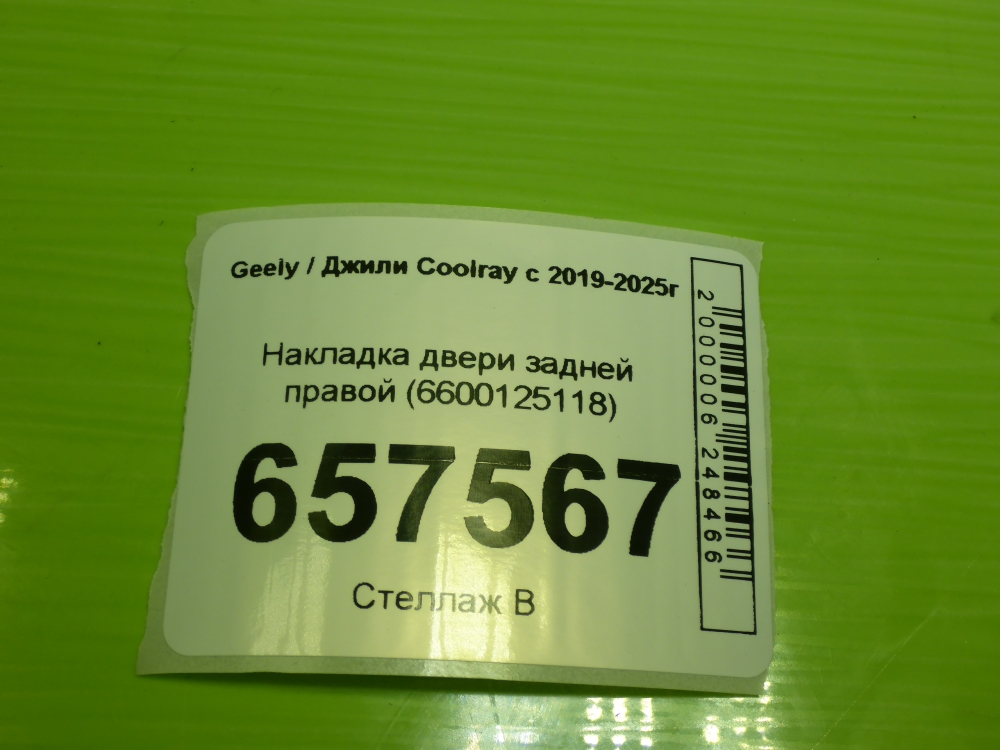 Geely / Джили Coolray с 2019-2025г
Накладка двери задней
правой (6600125118)
657567
Стеллаж В
2 000006 248466